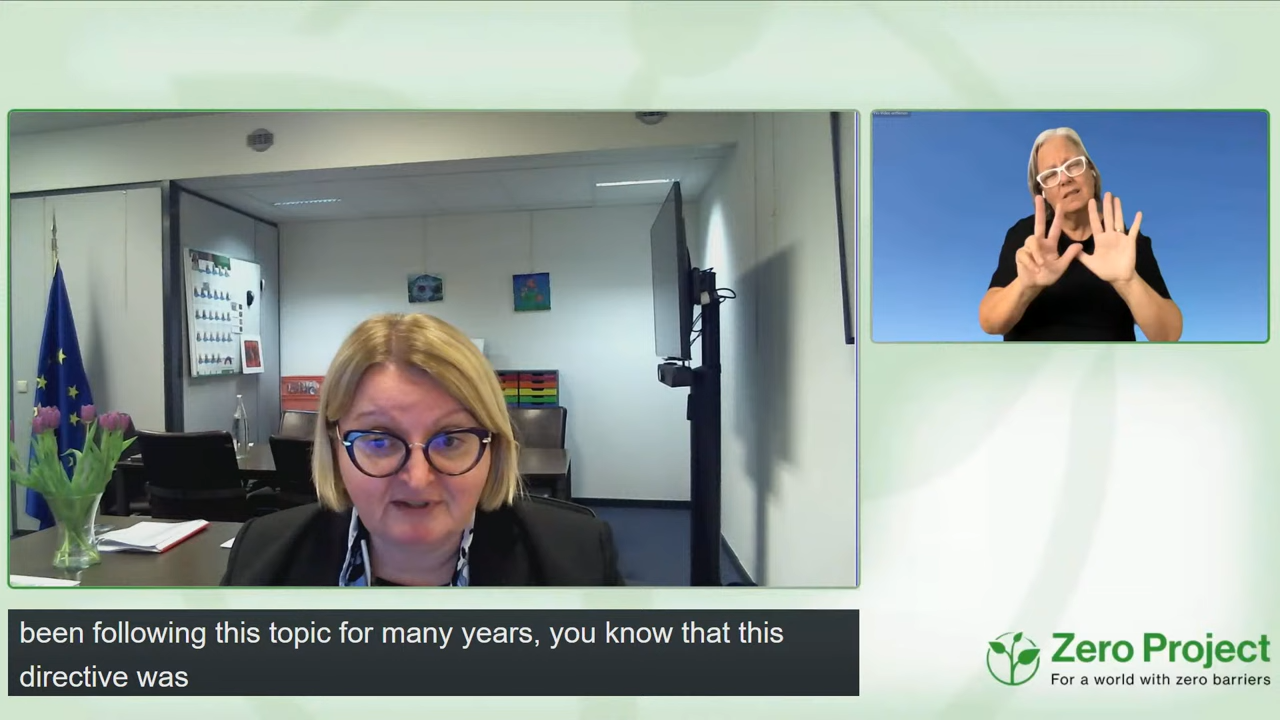 been following this topic for many years, you know that this
directive was
Zero Project
For a world with zero barriers